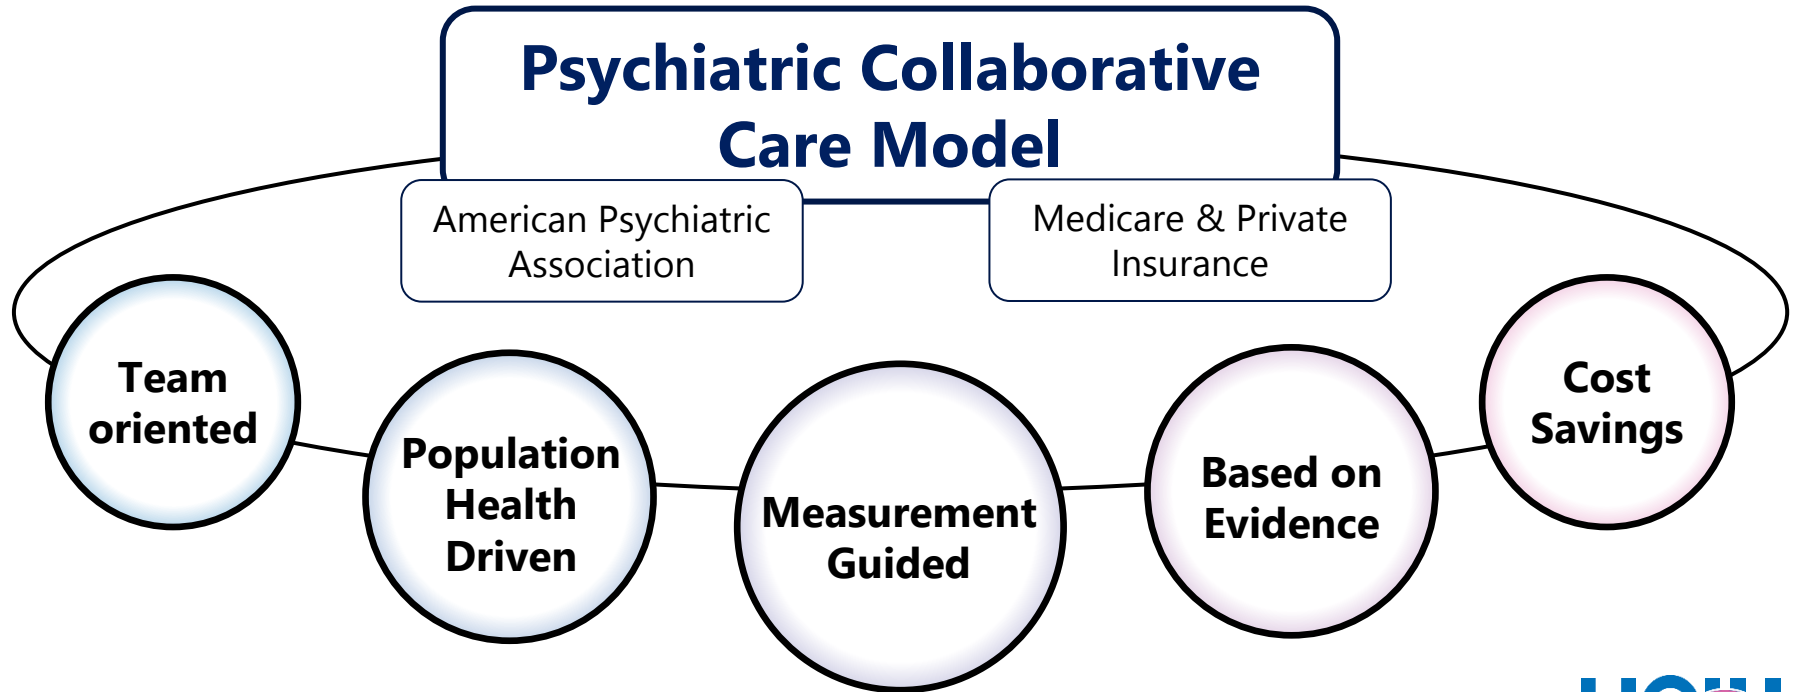 Psychiatric Collaborative
Care Model
American Psychiatric
Association
Medicare & Private
Insurance
Team
oriented
Population
Health
Driven
Measurement
Guided
Based on
Evidence
Cost
Savings